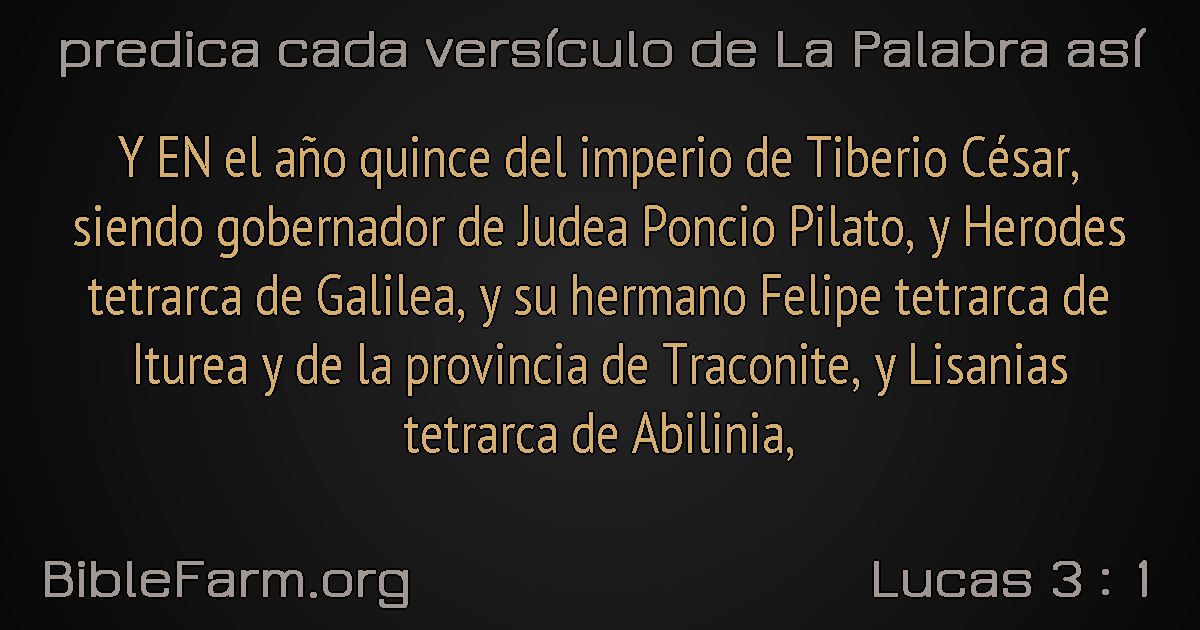 predica cada versículo de La Palabra así
Y EN el año quince del imperio de Tiberio César,
siendo gobernador de Judea Poncio Pilato, y Herodes
tetrarca de Galilea, y su hermano Felipe tetrarca de
Iturea y de la provincia de Traconite, y Lisanias
tetrarca de Abilinia,
BibleFarm.org
Lucas 3 : 1